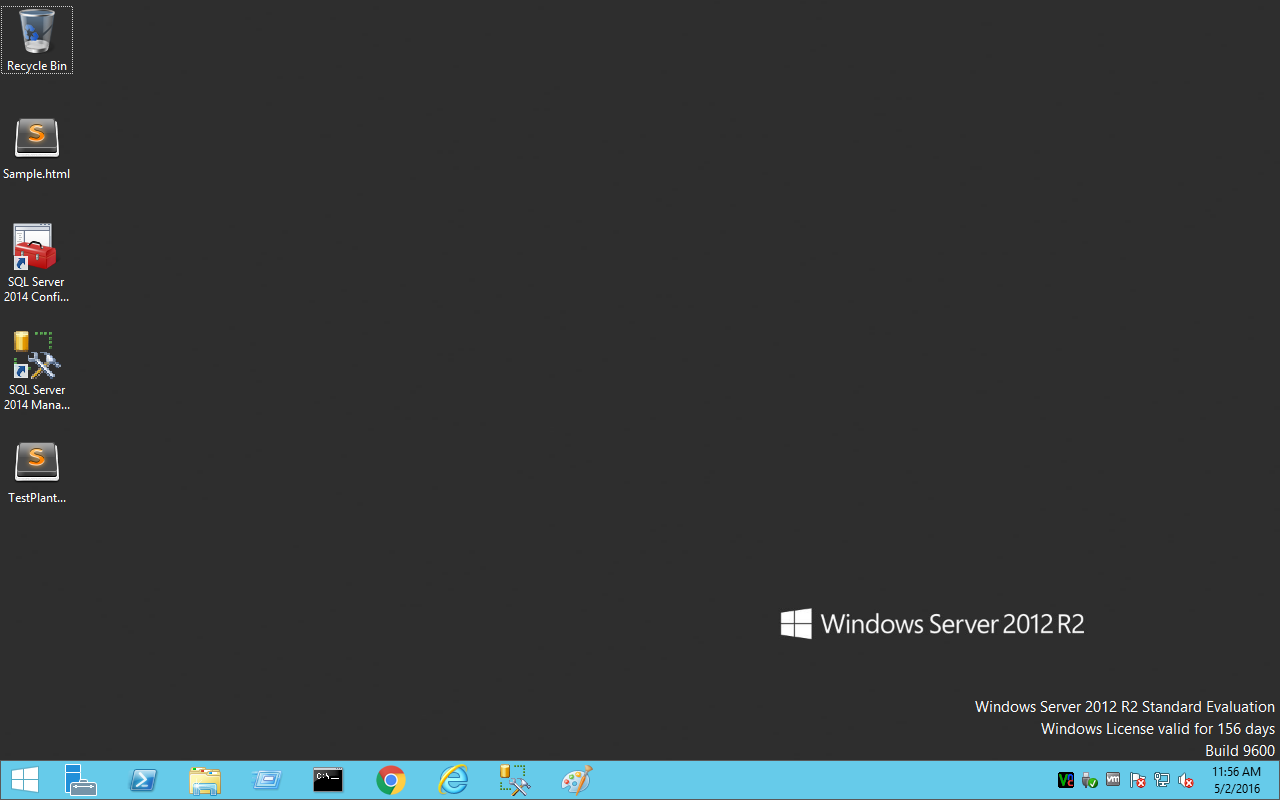 Recycle Bin
Sample.html
SQL Server
2014 Confi...
SQL Server
2014 Mana...
TestPlant...
Windows Server 2012 R2
Windows Server 2012 R2 Standard Evaluation
Windows License valid for 156 days
Build 9600
C:\_
11:56 AM
5/2/2016